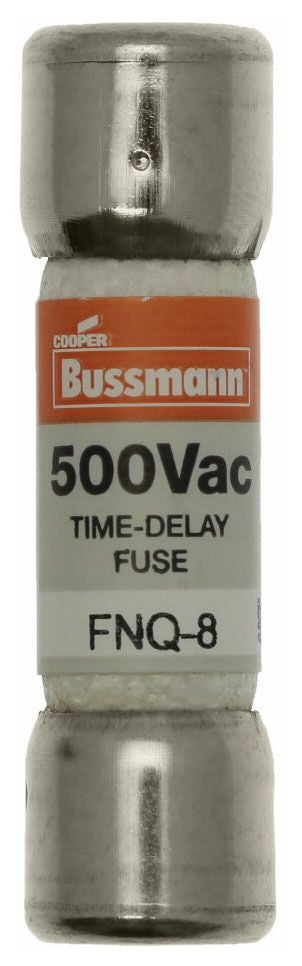 COOPER
Bussmann
500Vac
TIME-DELAY
FUSE
FNQ-8